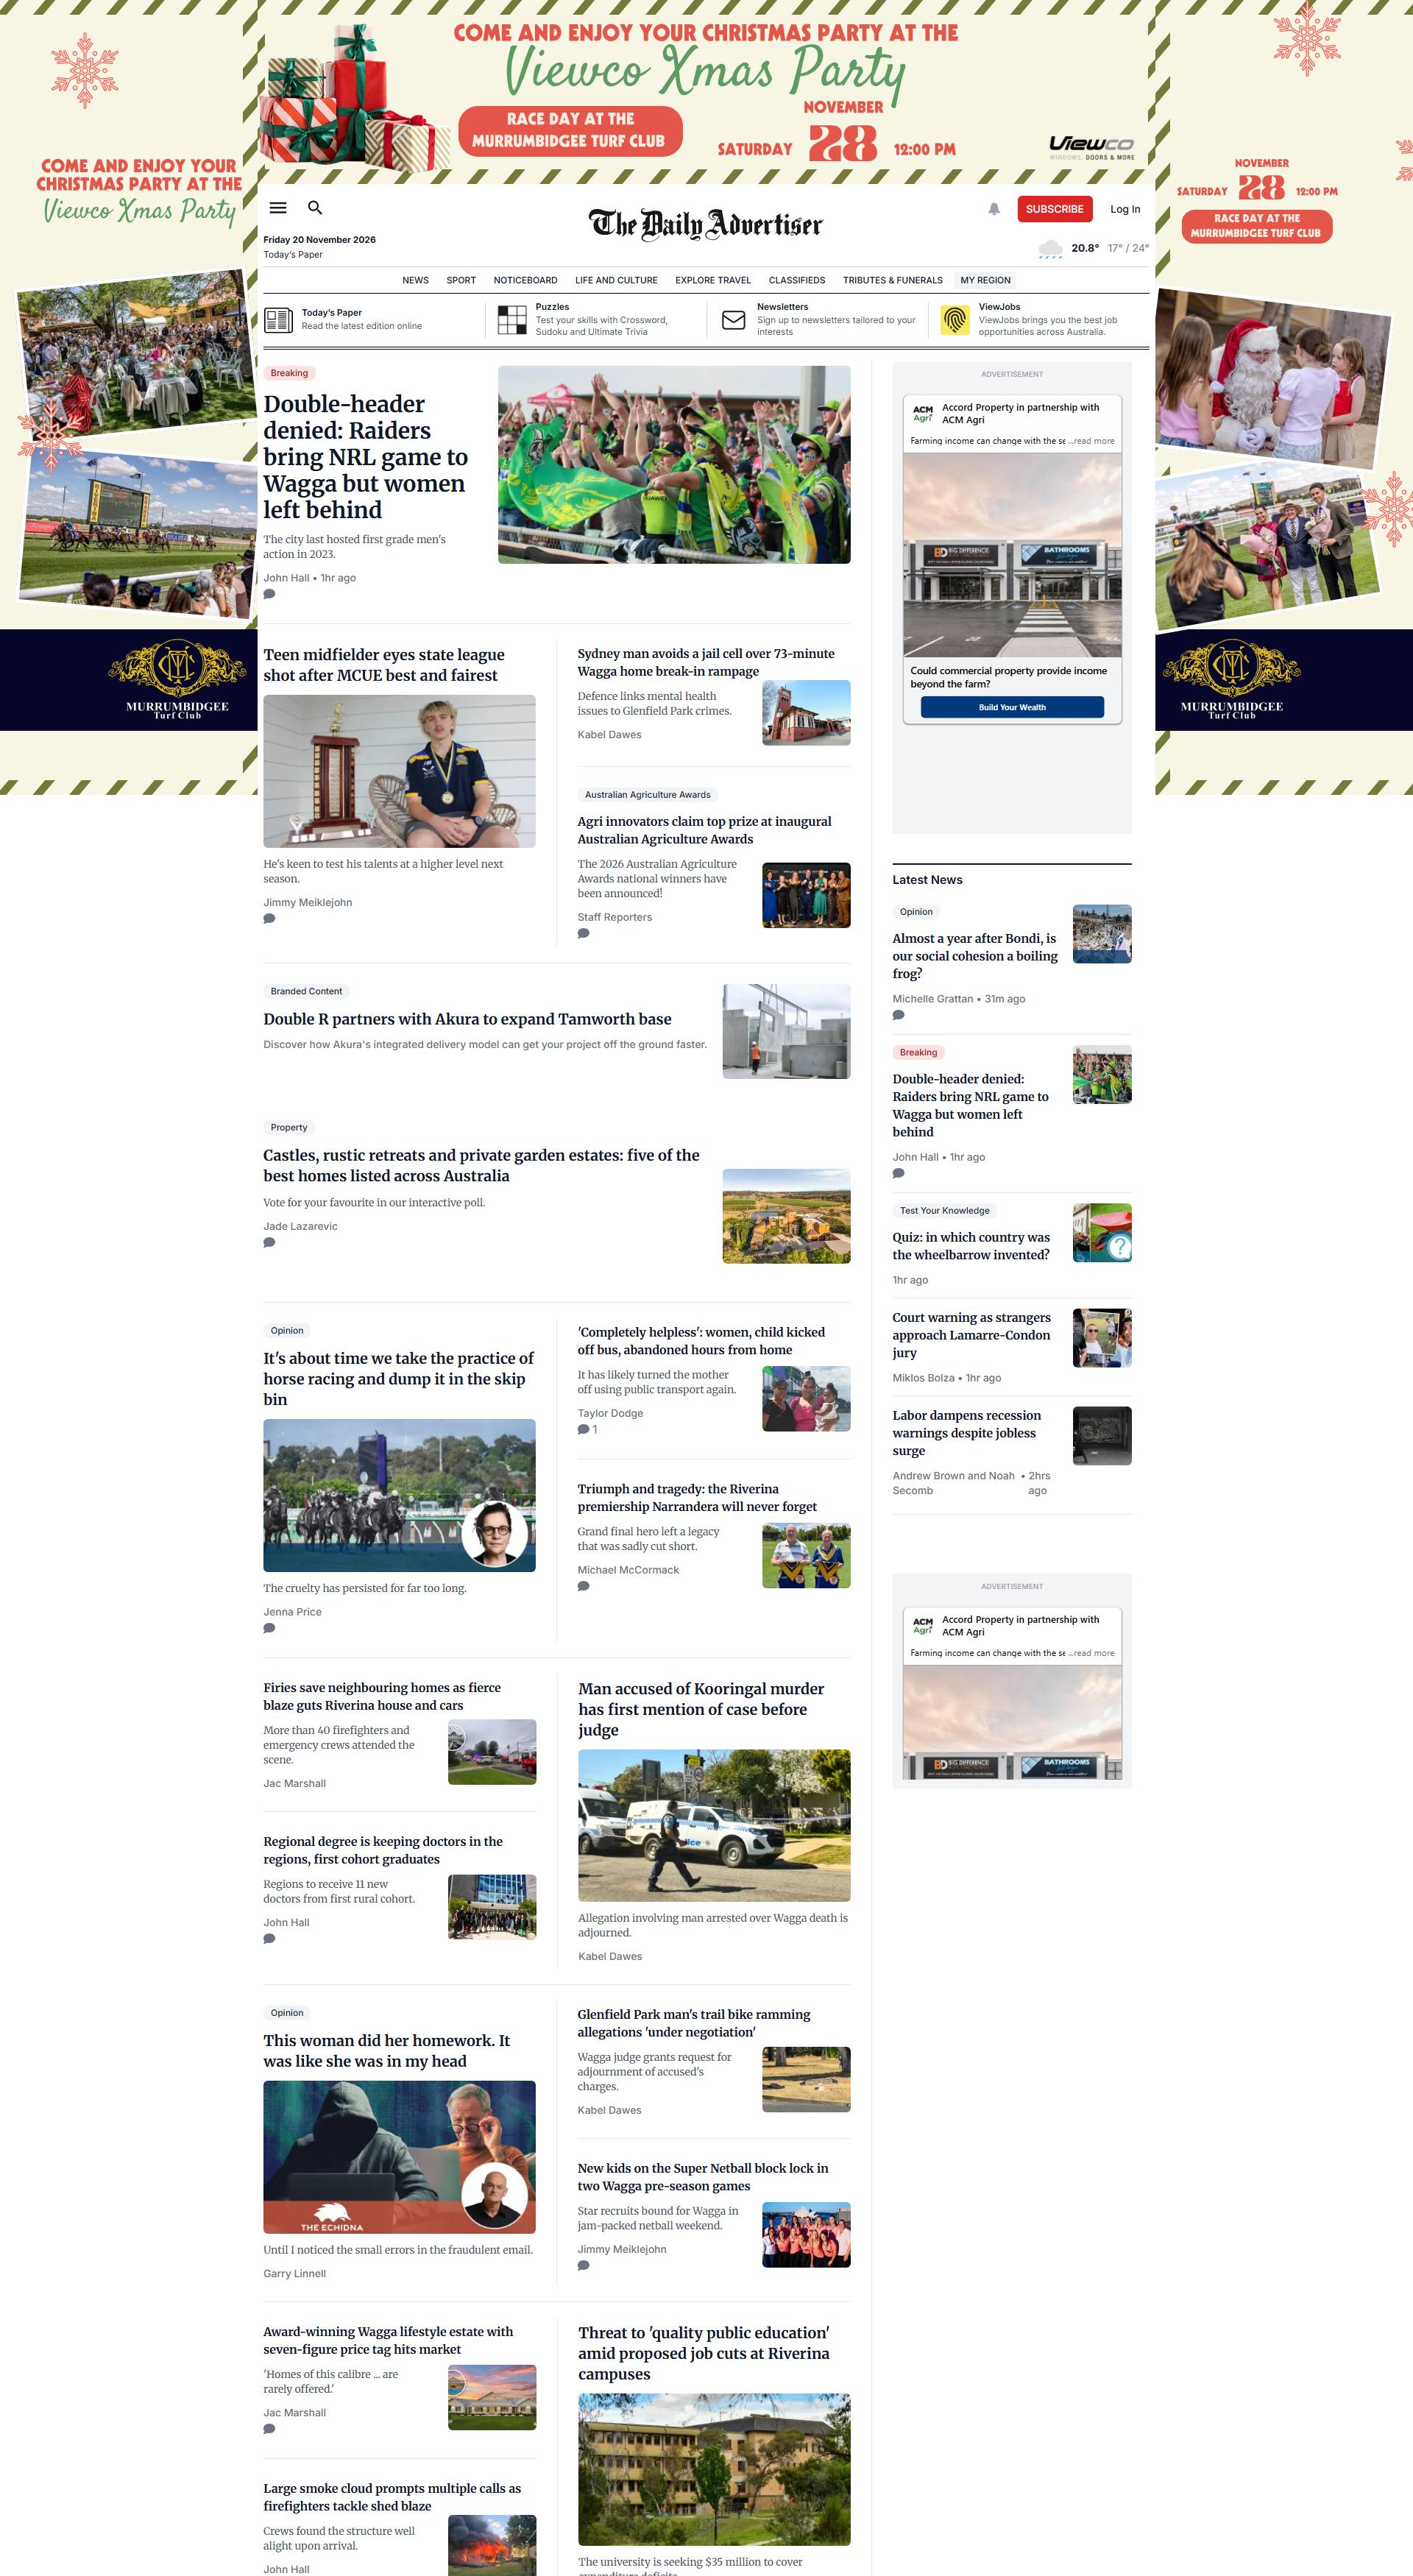 COME AND ENJOY YOUR CHRISTMAS PARTY AT THE
Viewco Xmas Party
RACE DAY AT THE
MURRUMBIDGEE TURF CLUB
NOVEMBER
SATURDAY 28 12:00 PM
Viewco
WINDOWS, DOORS & MORE
COME AND ENJOY YOUR
CHRISTMAS PARTY AT THE
Viewco Xmas Party
MURRUMBIDGEE
Turf Club
NOVEMBER
SATURDAY 28 12:00 PM
RACE DAY AT THE
MURRUMBIDGEE TURF CLUB
MURRUMBIDGEE
Turf Club
The Daily Advertiser
SUBSCRIBE
Log In
Friday 20 November 2026
Today's Paper
20.8° 17° / 24°
NEWS SPORT NOTICEBOARD LIFE AND CULTURE EXPLORE TRAVEL CLASSIFIEDS TRIBUTES & FUNERALS MY REGION
Today's Paper
Read the latest edition online
Puzzles
Test your skills with Crossword,
Sudoku and Ultimate Trivia
Newsletters
Sign up to newsletters tailored to your
interests
ViewJobs
ViewJobs brings you the best job
opportunities across Australia.
Breaking
Double-header
denied: Raiders
bring NRL game to
Wagga but women
left behind
The city last hosted first grade men's
action in 2023.
John Hall • 1hr ago
Teen midfielder eyes state league
shot after MCUE best and fairest
He's keen to test his talents at a higher level next
season.
Jimmy Meiklejohn
Sydney man avoids a jail cell over 73-minute
Wagga home break-in rampage
Defence links mental health
issues to Glenfield Park crimes.
Kabel Dawes
Australian Agriculture Awards
Agri innovators claim top prize at inaugural
Australian Agriculture Awards
The 2026 Australian Agriculture
Awards national winners have
been announced!
Staff Reporters
Branded Content
Double R partners with Akura to expand Tamworth base
Discover how Akura's integrated delivery model can get your project off the ground faster.
Property
Castles, rustic retreats and private garden estates: five of the
best homes listed across Australia
Vote for your favourite in our interactive poll.
Jade Lazarevic
Opinion
It's about time we take the practice of
horse racing and dump it in the skip
bin
The cruelty has persisted for far too long.
Jenna Price
'Completely helpless': women, child kicked
off bus, abandoned hours from home
It has likely turned the mother
off using public transport again.
Taylor Dodge
1
Triumph and tragedy: the Riverina
premiership Narrandera will never forget
Grand final hero left a legacy
that was sadly cut short.
Michael McCormack
Firies save neighbouring homes as fierce
blaze guts Riverina house and cars
More than 40 firefighters and
emergency crews attended the
scene.
Jac Marshall
Regional degree is keeping doctors in the
regions, first cohort graduates
Regions to receive 11 new
doctors from first rural cohort.
John Hall
Man accused of Kooringal murder
has first mention of case before
judge
Allegation involving man arrested over Wagga death is
adjourned.
Kabel Dawes
Opinion
This woman did her homework. It
was like she was in my head
THE ECHIDNA
Until I noticed the small errors in the fraudulent email.
Garry Linnell
Glenfield Park man's trail bike ramming
allegations 'under negotiation'
Wagga judge grants request for
adjournment of accused's
charges.
Kabel Dawes
New kids on the Super Netball block lock in
two Wagga pre-season games
Star recruits bound for Wagga in
jam-packed netball weekend.
Jimmy Meiklejohn
Award-winning Wagga lifestyle estate with
seven-figure price tag hits market
'Homes of this calibre ... are
rarely offered.'
Jac Marshall
Large smoke cloud prompts multiple calls as
firefighters tackle shed blaze
Crews found the structure well
alight upon arrival.
John Hall
Threat to 'quality public education'
amid proposed job cuts at Riverina
campuses
The university is seeking $35 million to cover
ADVERTISEMENT
ACM
Agri
Accord Property in partnership with
ACM Agri
Farming income can change with the se ...read more
BD BIG DIFFERENCE
BATHROOMS
Could commercial property provide income
beyond the farm?
Build Your Wealth
Latest News
Opinion
Almost a year after Bondi, is
our social cohesion a boiling
frog?
Michelle Grattan • 31m ago
Breaking
Double-header denied:
Raiders bring NRL game to
Wagga but women left
behind
John Hall • 1hr ago
Test Your Knowledge
Quiz: in which country was
the wheelbarrow invented?
1hr ago
Court warning as strangers
approach Lamarre-Condon
jury
Miklos Bolza • 1hr ago
Labor dampens recession
warnings despite jobless
surge
Andrew Brown and Noah • 2hrs
Secomb ago
ADVERTISEMENT
ACM
Agri
Accord Property in partnership with
ACM Agri
Farming income can change with the se ...read more
BD BIG DIFFERENCE
BATHROOMS